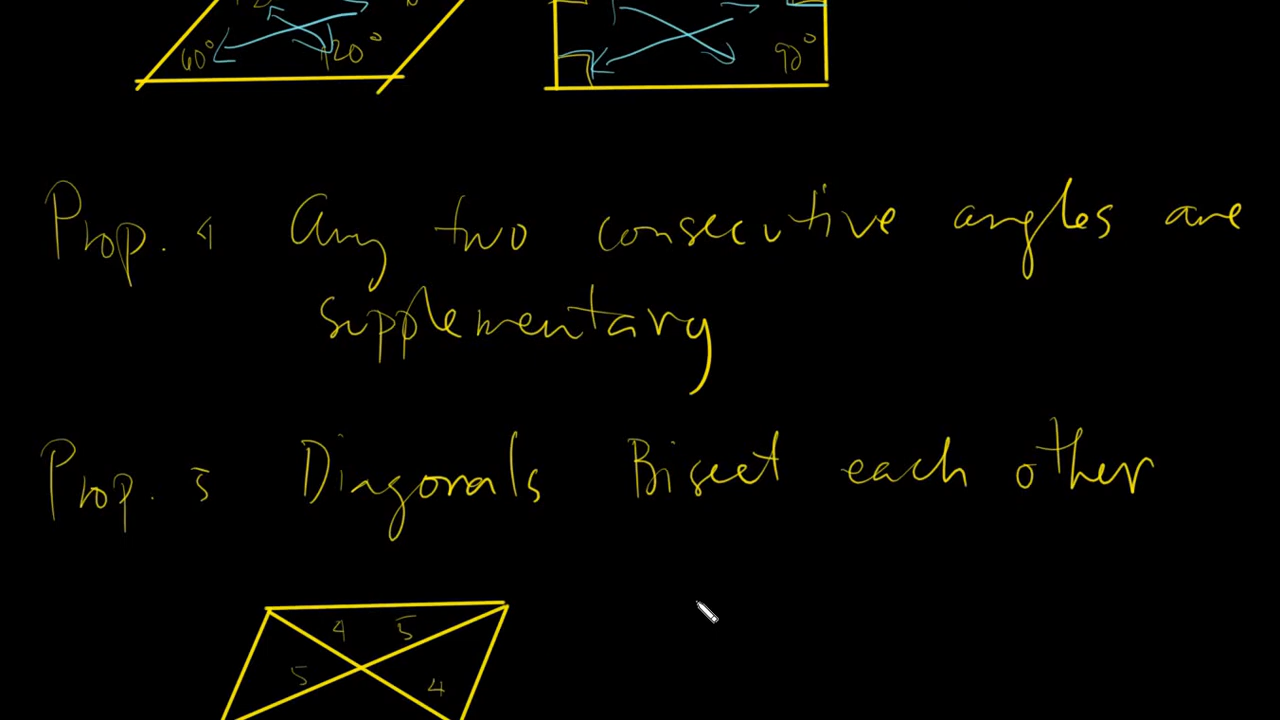 60° 120° 90°
Prop. 4 Any two consecutive angles are
supplementary
Prop. 5 Diagonals Bisect each other
4 5
5 4